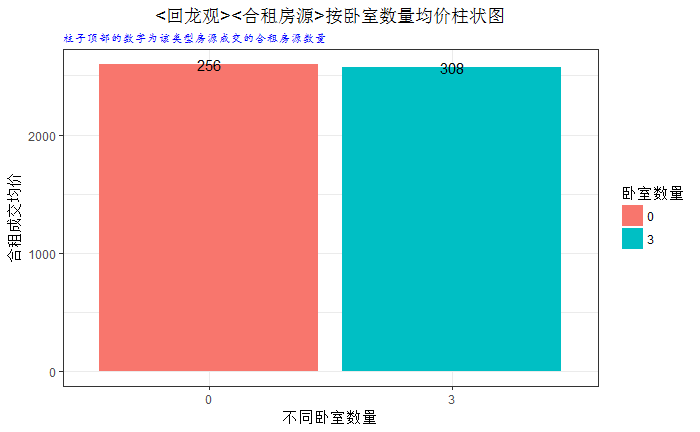 <回龙观><合租房源>按卧室数量均价柱状图
柱子顶部的数字为该类型房源成交的合租房源数量
256
308
2000
1000
0
合租成交均价
0
3
不同卧室数量
卧室数量
0
3